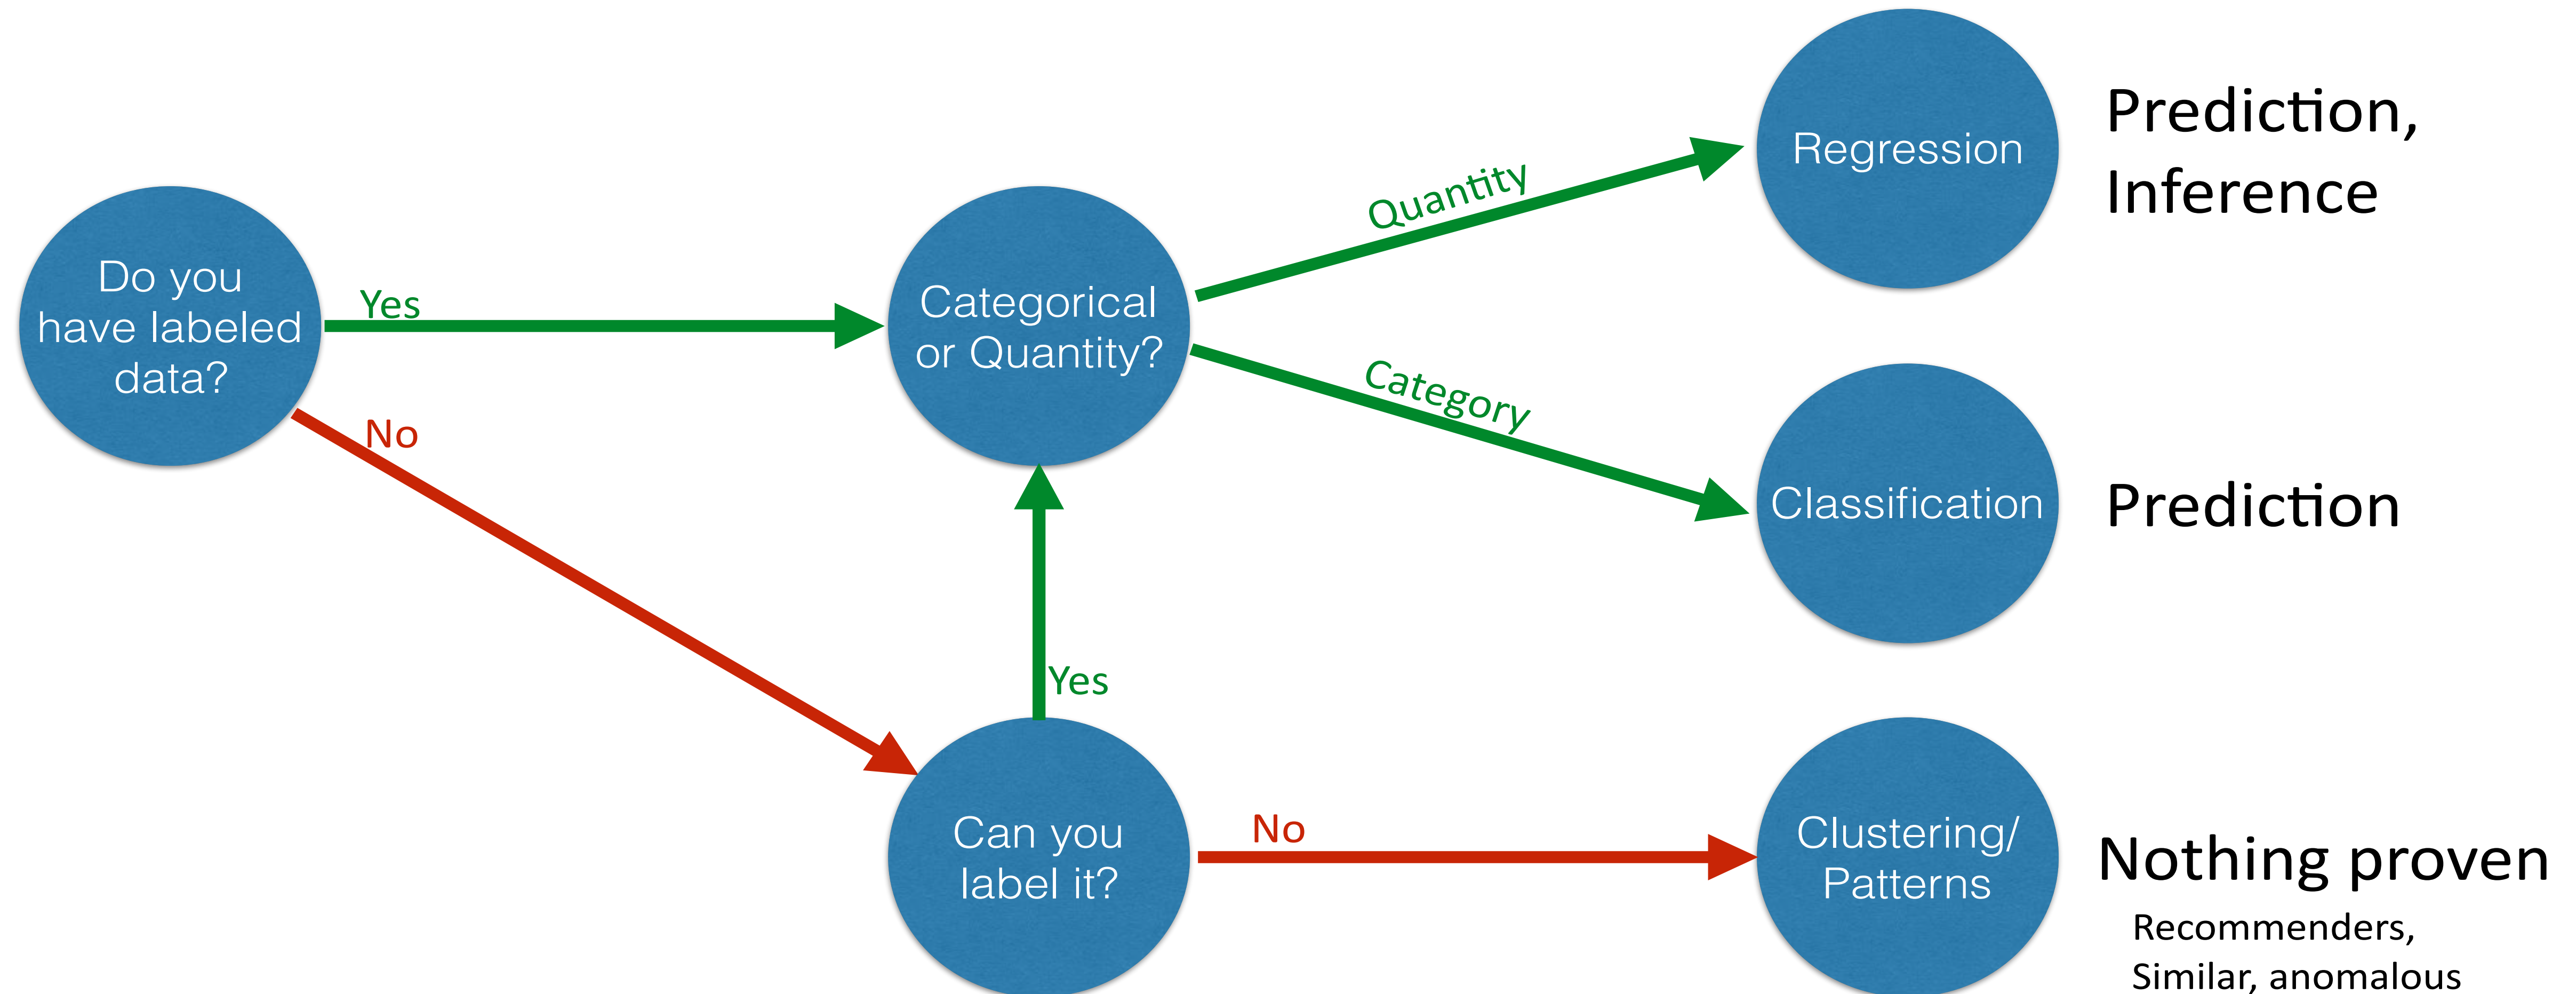 Do you
have labeled
data?
Yes
No
Categorical
or Quantity?
Quantity
Category
Yes
Can you
label it?
No
Regression
Prediction,
Inference
Classification
Prediction
Clustering/
Patterns
Nothing proven
Recommenders,
Similar, anomalous